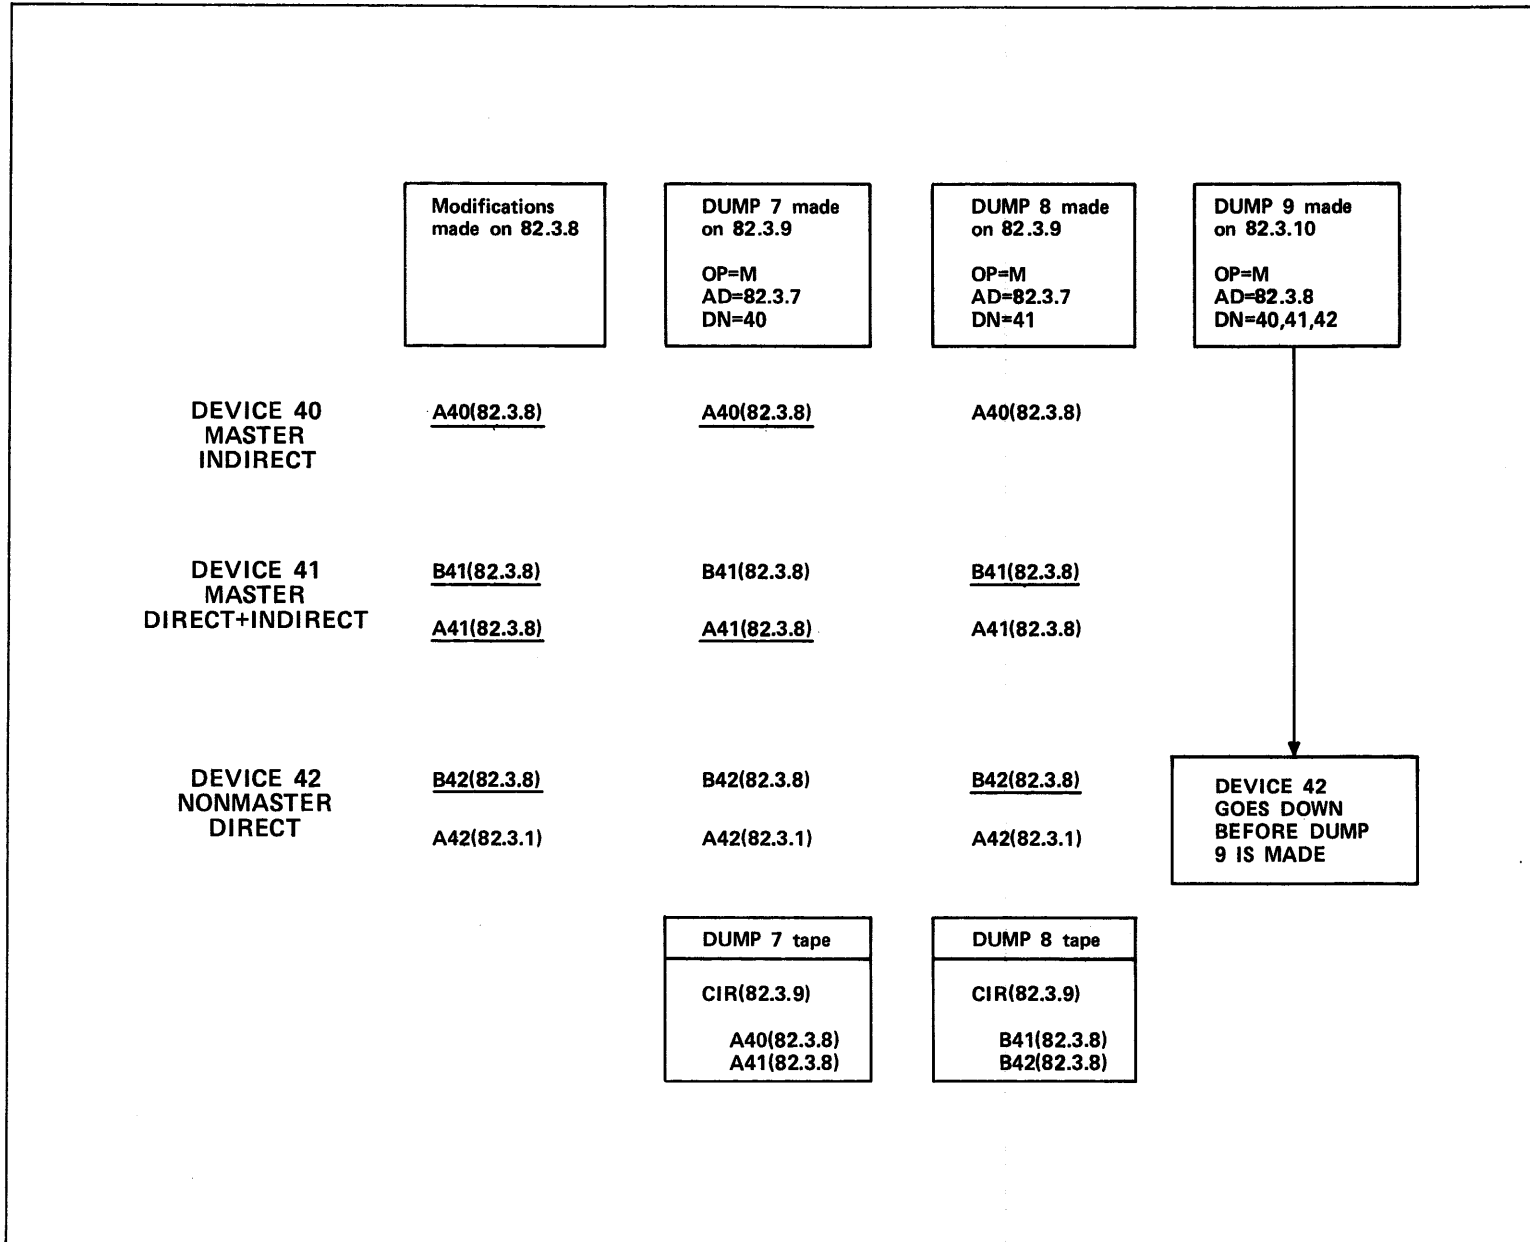 Modifications
made on 82.3.8
DUMP 7 made
on 82.3.9
OP=M
AD=82.3.7
DN=40
DUMP 8 made
on 82.3.9
OP=M
AD=82.3.7
DN=41
DUMP 9 made
on 82.3.10
OP=M
AD=82.3.8
DN=40,41,42
DEVICE 40
MASTER
INDIRECT
A40(82.3.8)
A40(82.3.8)
A40(82.3.8)
DEVICE 41
MASTER
DIRECT+INDIRECT
B41(82.3.8)
B41(82.3.8)
B41(82.3.8)
A41(82.3.8)
A41(82.3.8)
A41(82.3.8)
DEVICE 42
NONMASTER
DIRECT
B42(82.3.8)
B42(82.3.8)
B42(82.3.8)
A42(82.3.1)
A42(82.3.1)
A42(82.3.1)
DEVICE 42
GOES DOWN
BEFORE DUMP
9 IS MADE
DUMP 7 tape
CIR(82.3.9)
A40(82.3.8)
A41(82.3.8)
DUMP 8 tape
CIR(82.3.9)
B41(82.3.8)
B42(82.3.8)